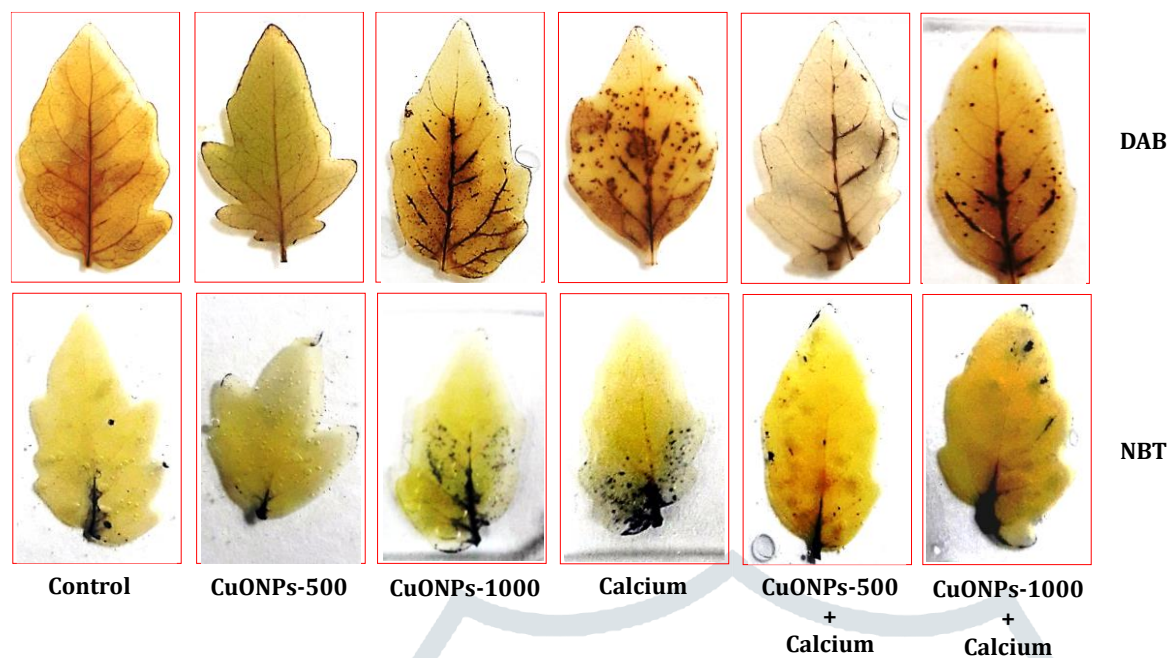 DAB
NBT
Control
CuONPs-500
CuONPs-1000
Calcium
CuONPs-500
+
Calcium
CuONPs-1000
+
Calcium